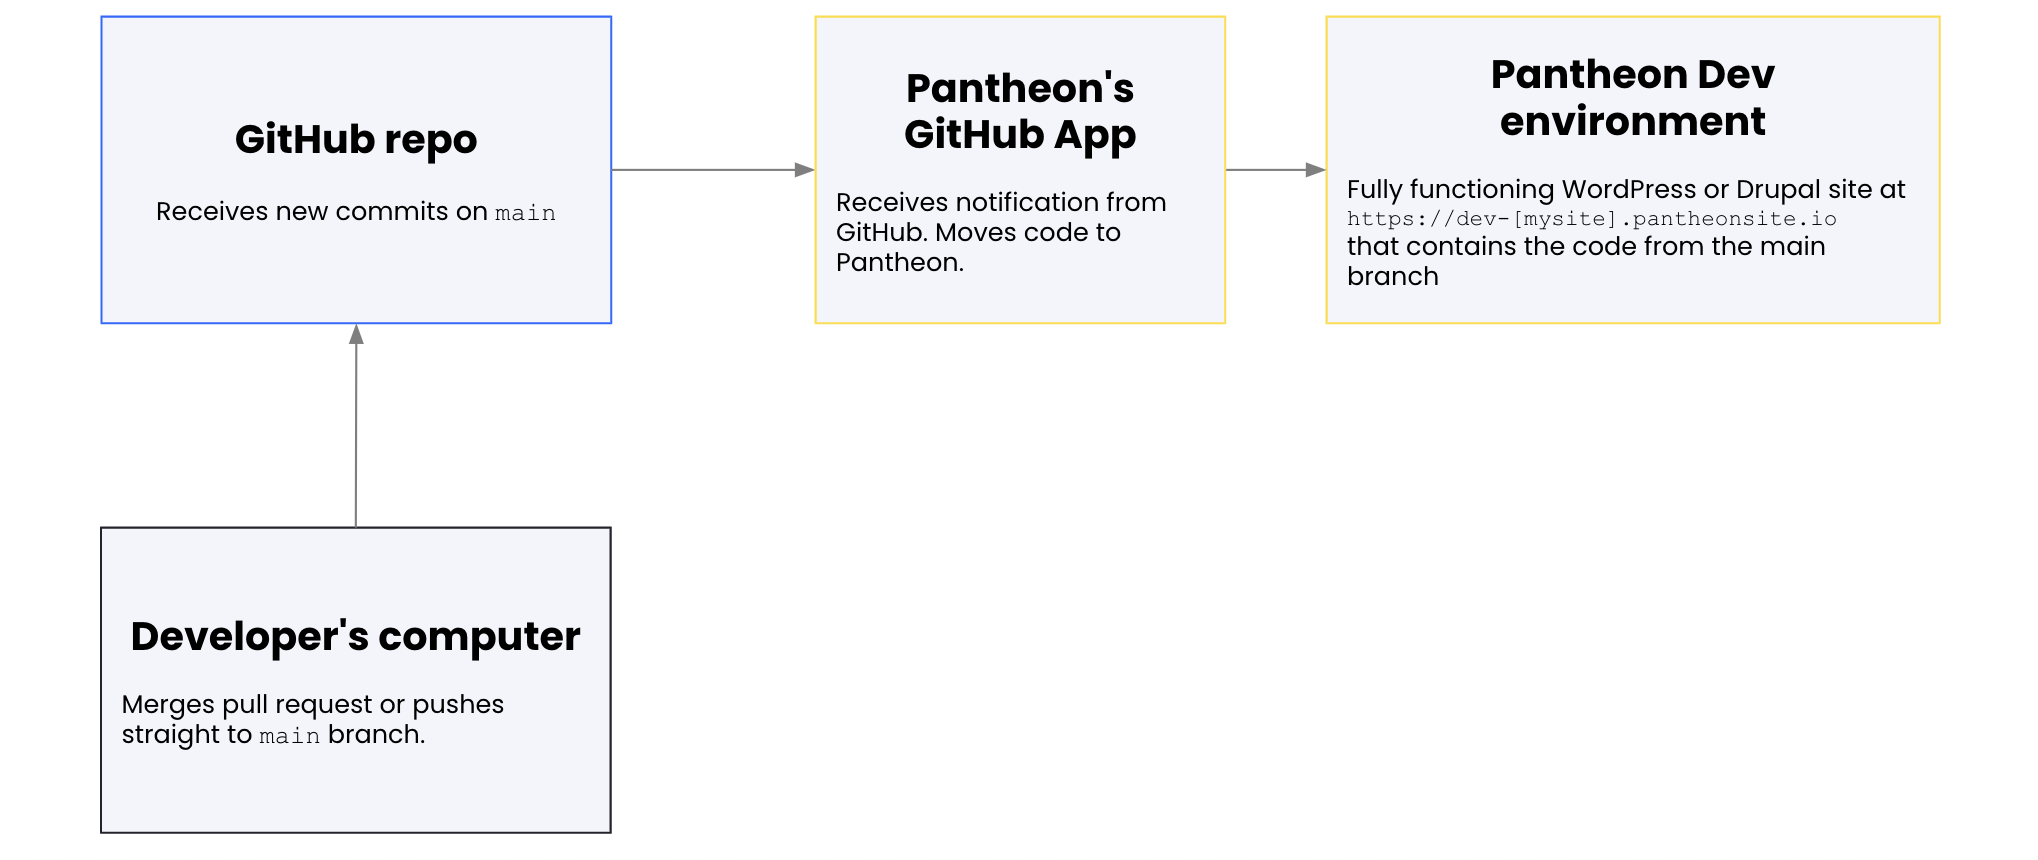 GitHub repo
Receives new commits on main
Pantheon's
GitHub App
Receives notification from
GitHub. Moves code to
Pantheon.
Pantheon Dev
environment
Fully functioning WordPress or Drupal site at
https://dev-[mysite].pantheonsite.io
that contains the code from the main
branch
Developer's computer
Merges pull request or pushes
straight to main branch.